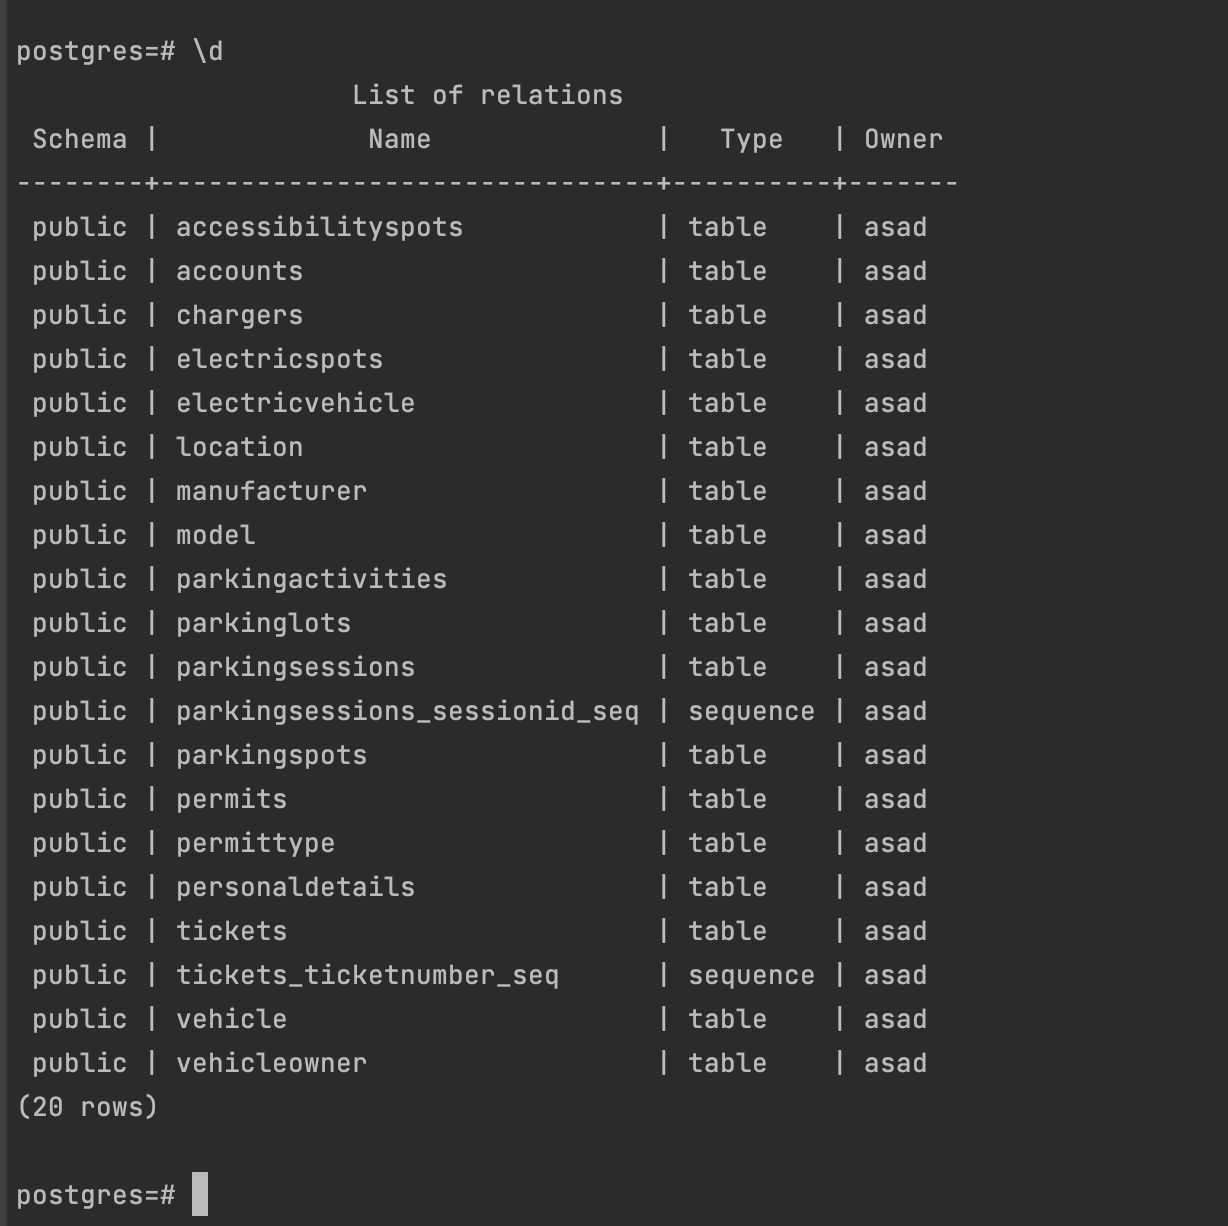 postgres=# \d
                     List of relations
 Schema |             Name              |   Type   | Owner
--------+-------------------------------+----------+-------
 public | accessibilityspots            | table    | asad
 public | accounts                      | table    | asad
 public | chargers                      | table    | asad
 public | electricspots                 | table    | asad
 public | electricvehicle               | table    | asad
 public | location                      | table    | asad
 public | manufacturer                  | table    | asad
 public | model                         | table    | asad
 public | parkingactivities             | table    | asad
 public | parkinglots                   | table    | asad
 public | parkingsessions               | table    | asad
 public | parkingsessions_sessionid_seq | sequence | asad
 public | parkingspots                  | table    | asad
 public | permits                       | table    | asad
 public | permittype                    | table    | asad
 public | personaldetails               | table    | asad
 public | tickets                       | table    | asad
 public | tickets_ticketnumber_seq      | sequence | asad
 public | vehicle                       | table    | asad
 public | vehicleowner                  | table    | asad
(20 rows)

postgres=#